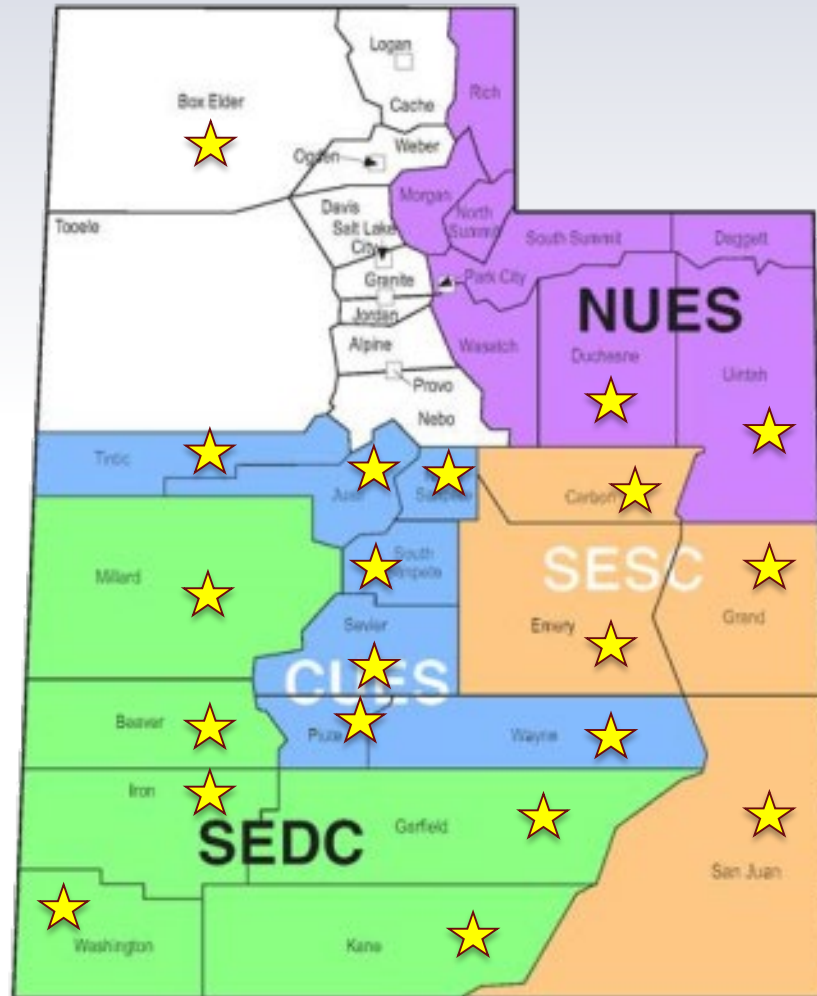 Logan
Box Elder
Rich
Cache
Weber
Ogden
Morgan
Davis
North
Summit
Tooele
Salt Lake
City
South Summit
Daggett
Granite
Park City
Jordan
NUES
Alpine
Wasatch
Duchesne
Uintah
Provo
Nebo
Tintic
Juab
Carbon
South
Millard
SESC
Sevier
Emery
Grand
CUES
Beaver
Piute
Wayne
Iron
SEDC
Garfield
San Juan
Washington
Kane